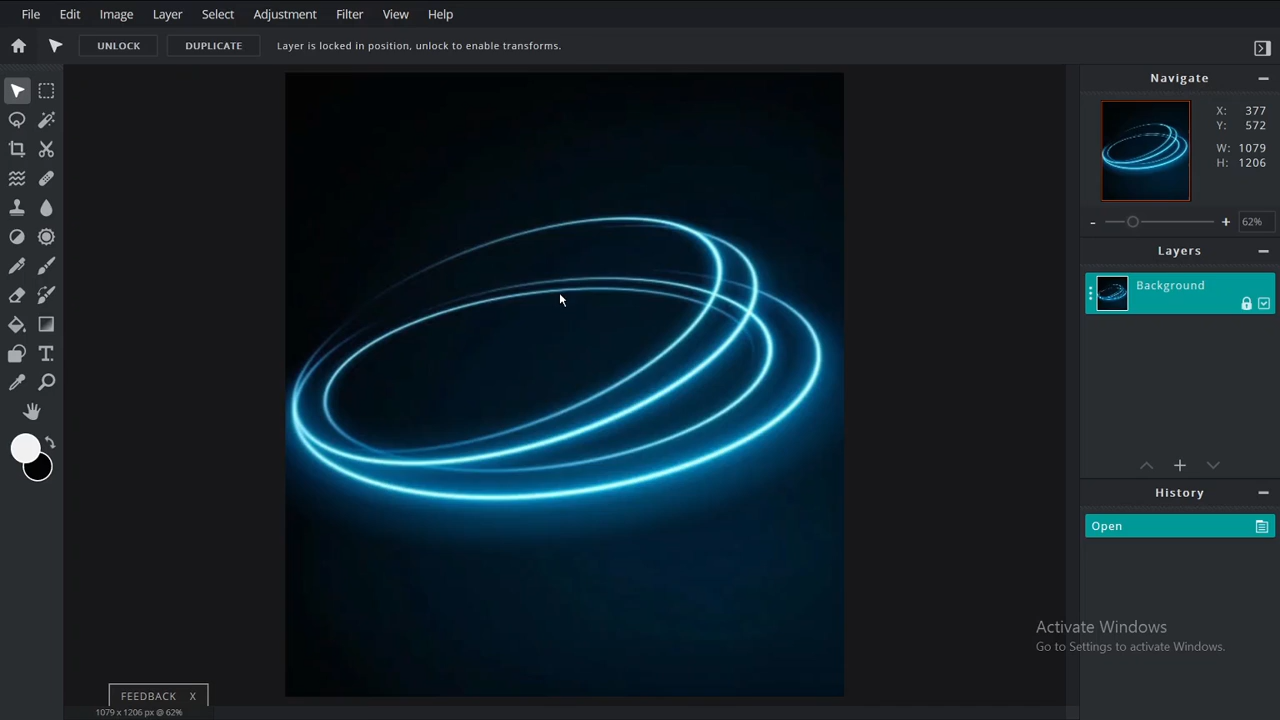 File Edit Image Layer Select Adjustment Filter View Help
UNLOCK DUPLICATE Layer is locked in position, unlock to enable transforms.
Navigate
X: 377
Y: 572
W: 1079
H: 1206
- + 62%
Layers
Background
History
Open
Activate Windows
Go to Settings to activate Windows.
FEEDBACK X
1079 x 1206 px @ 62%